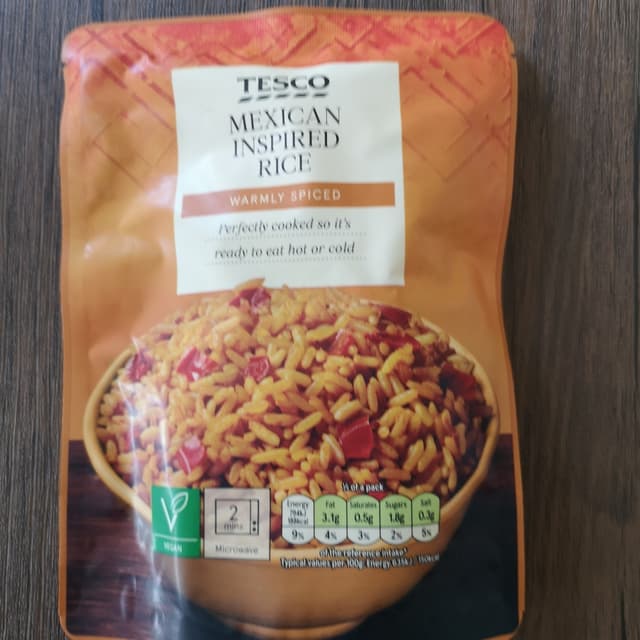 TESCO
MEXICAN
INSPIRED
RICE
WARMLY SPICED
Perfectly cooked so it's
ready to eat hot or cold
½ of a pack
Energy Fat Saturates Sugars Salt
3.1g 0.5g 1.8g 0.3g
9% 4% 3% 2% 5%
of the reference intake*
Typical values per 100g: Energy
VEGAN
2
mins
Microwave